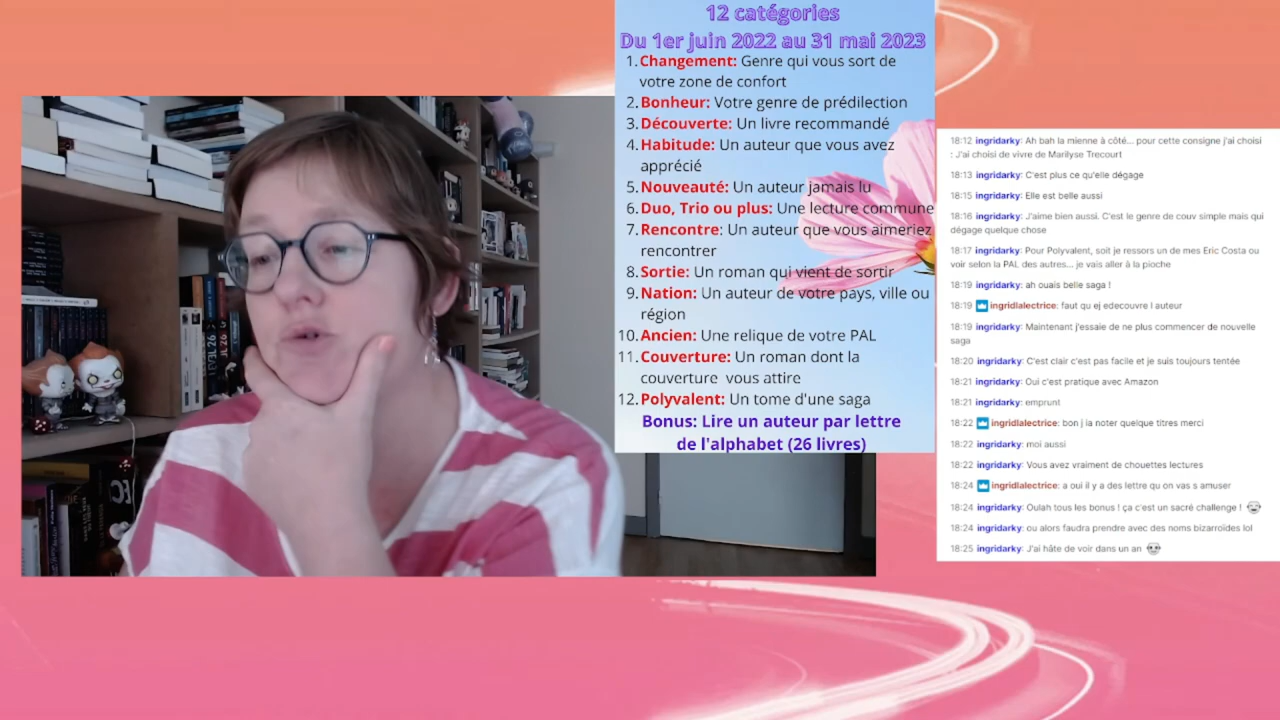 12 catégories
Du 1er juin 2022 au 31 mai 2023
1. Changement: Genre qui vous sort de
votre zone de confort
2. Bonheur: Votre genre de prédilection
3. Découverte: Un livre recommandé
4. Habitude: Un auteur que vous avez
apprécié
5. Nouveauté: Un auteur jamais lu
6. Duo, Trio ou plus: Une lecture commune
7. Rencontre: Un auteur que vous aimeriez
rencontrer
8. Sortie: Un roman qui vient de sortir
9. Nation: Un auteur de votre pays, ville ou
région
10. Ancien: Une relique de votre PAL
11. Couverture: Un roman dont la
couverture vous attire
12. Polyvalent: Un tome d'une saga
Bonus: Lire un auteur par lettre
de l'alphabet (26 livres)
18:12 ingridarky: Ah bah la mienne à côté... pour cette consigne j'ai choisi
: J'ai choisi de vivre de Marilyse Trecourt
18:13 ingridarky: C'est plus ce qu'elle dégage
18:15 ingridarky: Elle est belle aussi
18:16 ingridarky: J'aime bien aussi. C'est le genre de couv simple mais qui
dégage quelque chose
18:17 ingridarky: Pour Polyvalent, soit je ressors un de mes Eric Costa ou
voir selon la PAL des autres... je vais aller à la pioche
18:19 ingridarky: ah ouais belle saga !
18:19 ingridlalectrice: faut qu ej edecouvre l auteur
18:19 ingridarky: Maintenant j'essaie de ne plus commencer de nouvelle
saga
18:20 ingridarky: C'est clair c'est pas facile et je suis toujours tentée
18:21 ingridarky: Oui c'est pratique avec Amazon
18:21 ingridarky: emprunt
18:22 ingridlalectrice: bon j ia noter quelque titres merci
18:22 ingridarky: moi aussi
18:22 ingridarky: Vous avez vraiment de chouettes lectures
18:24 ingridlalectrice: a oui il y a des lettre qu on vas s amuser
18:24 ingridarky: Oulah tous les bonus ! ça c'est un sacré challenge !
18:24 ingridarky: ou alors faudra prendre avec des noms bizarroïdes lol
18:25 ingridarky: J'ai hâte de voir dans un an